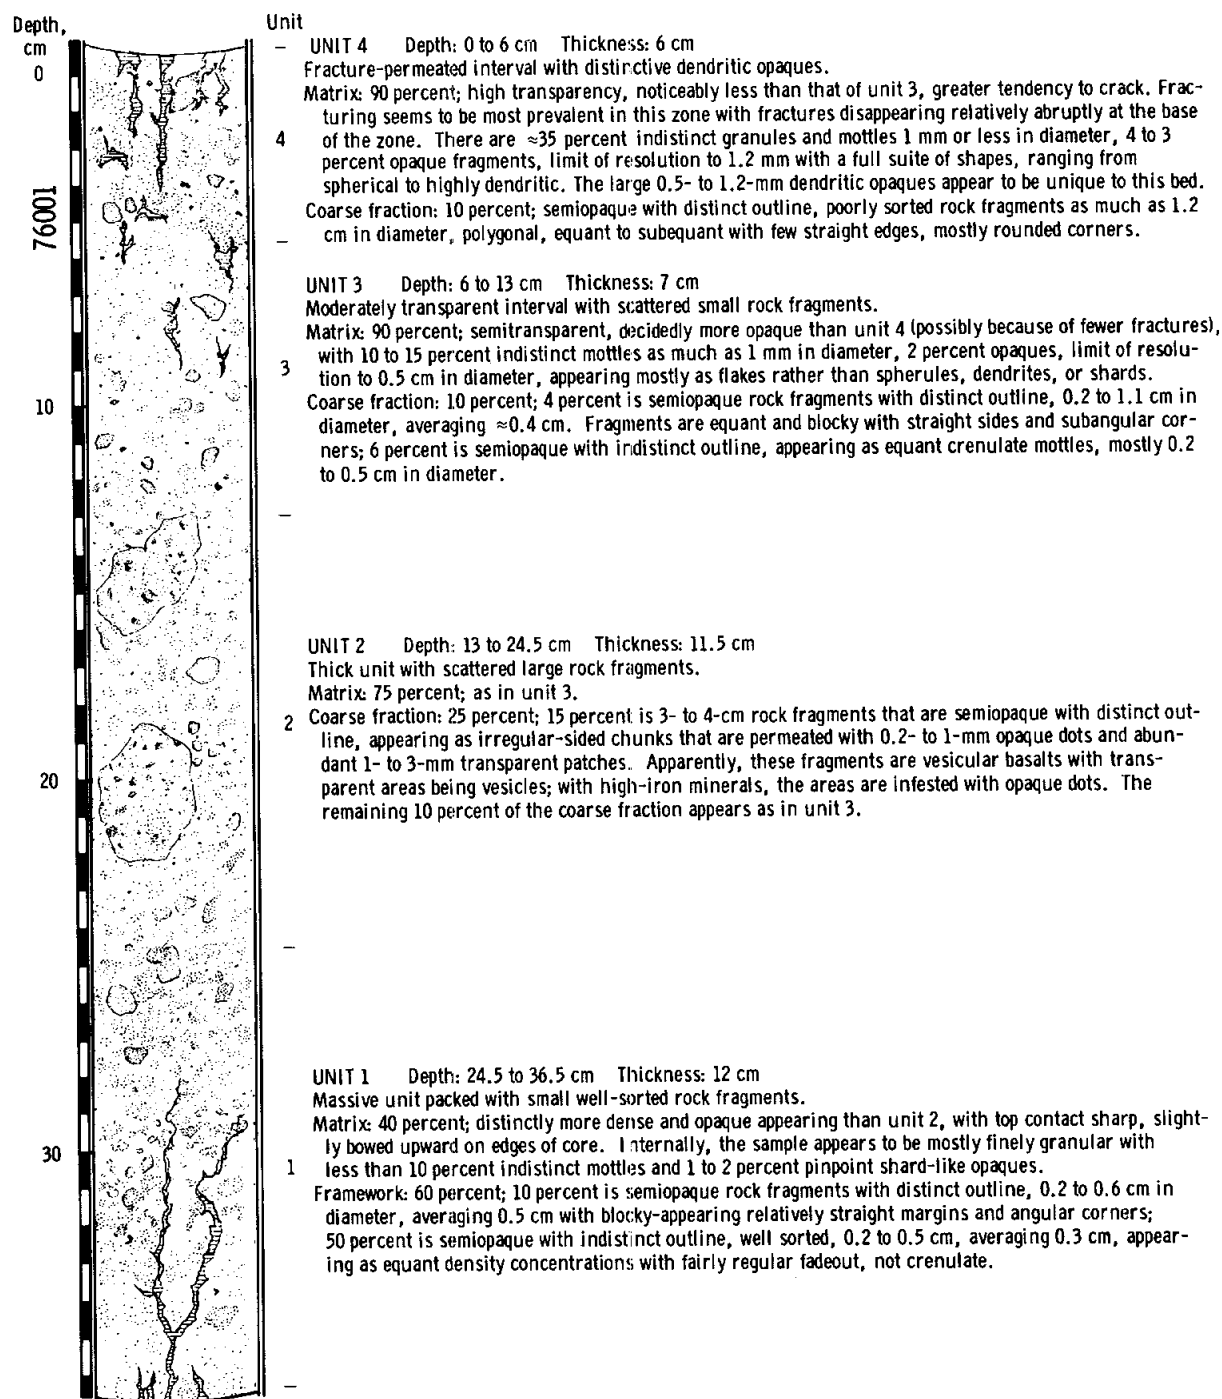 Depth,
cm
0
10
20
30
76001
Unit
4
3
2
1
UNIT 4 Depth: 0 to 6 cm Thickness: 6 cm
Fracture-permeated interval with distinctive dendritic opaques.
Matrix: 90 percent; high transparency, noticeably less than that of unit 3, greater tendency to crack. Frac-
turing seems to be most prevalent in this zone with fractures disappearing relatively abruptly at the base
of the zone. There are ≈35 percent indistinct granules and mottles 1 mm or less in diameter, 4 to 3
percent opaque fragments, limit of resolution to 1.2 mm with a full suite of shapes, ranging from
spherical to highly dendritic. The large 0.5- to 1.2-mm dendritic opaques appear to be unique to this bed.
Coarse fraction: 10 percent; semiopaque with distinct outline, poorly sorted rock fragments as much as 1.2
cm in diameter, polygonal, equant to subequant with few straight edges, mostly rounded corners.
UNIT 3 Depth: 6 to 13 cm Thickness: 7 cm
Moderately transparent interval with scattered small rock fragments.
Matrix: 90 percent; semitransparent, decidedly more opaque than unit 4 (possibly because of fewer fractures),
with 10 to 15 percent indistinct mottles as much as 1 mm in diameter, 2 percent opaques, limit of resolu-
tion to 0.5 cm in diameter, appearing mostly as flakes rather than spherules, dendrites, or shards.
Coarse fraction: 10 percent; 4 percent is semiopaque rock fragments with distinct outline, 0.2 to 1.1 cm in
diameter, averaging ≈0.4 cm. Fragments are equant and blocky with straight sides and subangular cor-
ners; 6 percent is semiopaque with indistinct outline, appearing as equant crenulate mottles, mostly 0.2
to 0.5 cm in diameter.
UNIT 2 Depth: 13 to 24.5 cm Thickness: 11.5 cm
Thick unit with scattered large rock fragments.
Matrix: 75 percent; as in unit 3.
Coarse fraction: 25 percent; 15 percent is 3- to 4-cm rock fragments that are semiopaque with distinct out-
line, appearing as irregular-sided chunks that are permeated with 0.2- to 1-mm opaque dots and abun-
dant 1- to 3-mm transparent patches. Apparently, these fragments are vesicular basalts with trans-
parent areas being vesicles; with high-iron minerals, the areas are infested with opaque dots. The
remaining 10 percent of the coarse fraction appears as in unit 3.
UNIT 1 Depth: 24.5 to 36.5 cm Thickness: 12 cm
Massive unit packed with small well-sorted rock fragments.
Matrix: 40 percent; distinctly more dense and opaque appearing than unit 2, with top contact sharp, slight-
ly bowed upward on edges of core. Internally, the sample appears to be mostly finely granular with
less than 10 percent indistinct mottles and 1 to 2 percent pinpoint shard-like opaques.
Framework: 60 percent; 10 percent is semiopaque rock fragments with distinct outline, 0.2 to 0.6 cm in
diameter, averaging 0.5 cm with blocky-appearing relatively straight margins and angular corners;
50 percent is semiopaque with indistinct outline, well sorted, 0.2 to 0.5 cm, averaging 0.3 cm, appear-
ing as equant density concentrations with fairly regular fadeout, not crenulate.